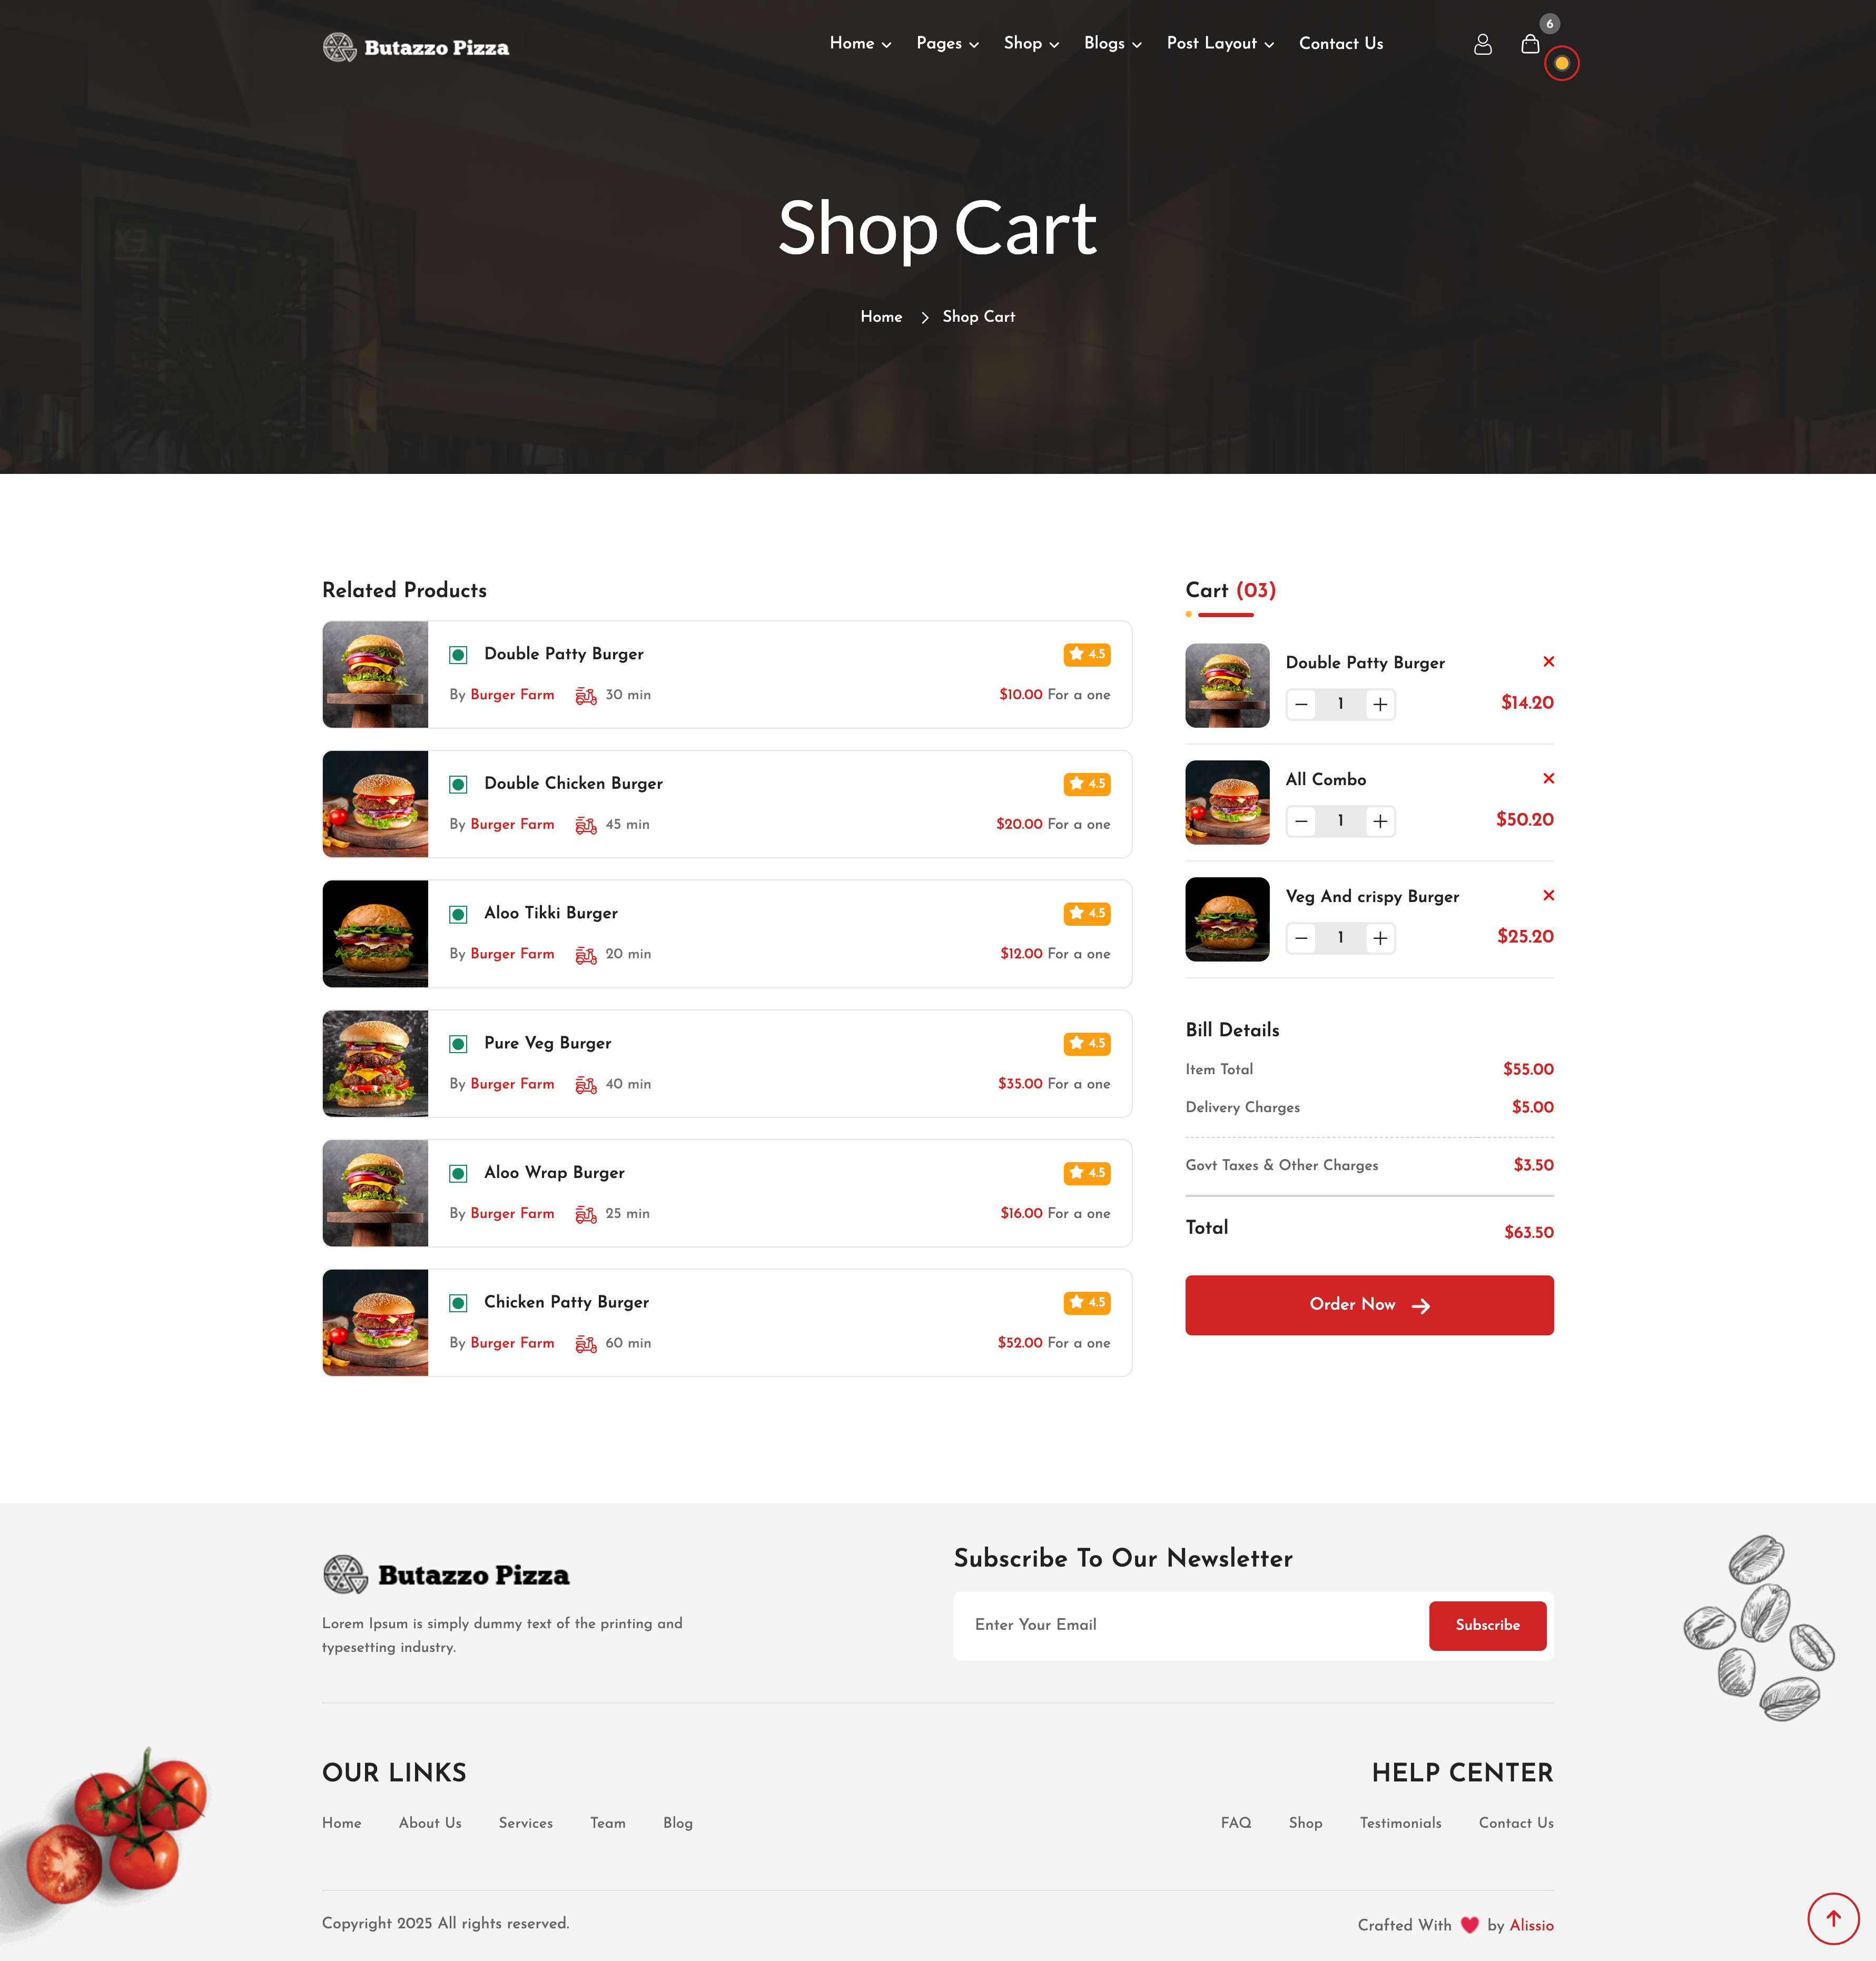 Butazzo Pizza
Home Pages Shop Blogs Post Layout Contact Us
6
Shop Cart
Home Shop Cart
Related Products
Double Patty Burger 4.5
By Burger Farm 30 min $10.00 For a one
Double Chicken Burger 4.5
By Burger Farm 45 min $20.00 For a one
Aloo Tikki Burger 4.5
By Burger Farm 20 min $12.00 For a one
Pure Veg Burger 4.5
By Burger Farm 40 min $35.00 For a one
Aloo Wrap Burger 4.5
By Burger Farm 25 min $16.00 For a one
Chicken Patty Burger 4.5
By Burger Farm 60 min $52.00 For a one
Cart (03)
Double Patty Burger
1 $14.20
All Combo
1 $50.20
Veg And crispy Burger
1 $25.20
Bill Details
Item Total $55.00
Delivery Charges $5.00
Govt Taxes & Other Charges $3.50
Total $63.50
Order Now
Butazzo Pizza
Lorem Ipsum is simply dummy text of the printing and
typesetting industry.
Subscribe To Our Newsletter
Enter Your Email Subscribe
OUR LINKS
Home About Us Services Team Blog
HELP CENTER
FAQ Shop Testimonials Contact Us
Copyright 2025 All rights reserved.
Crafted With by Alissio